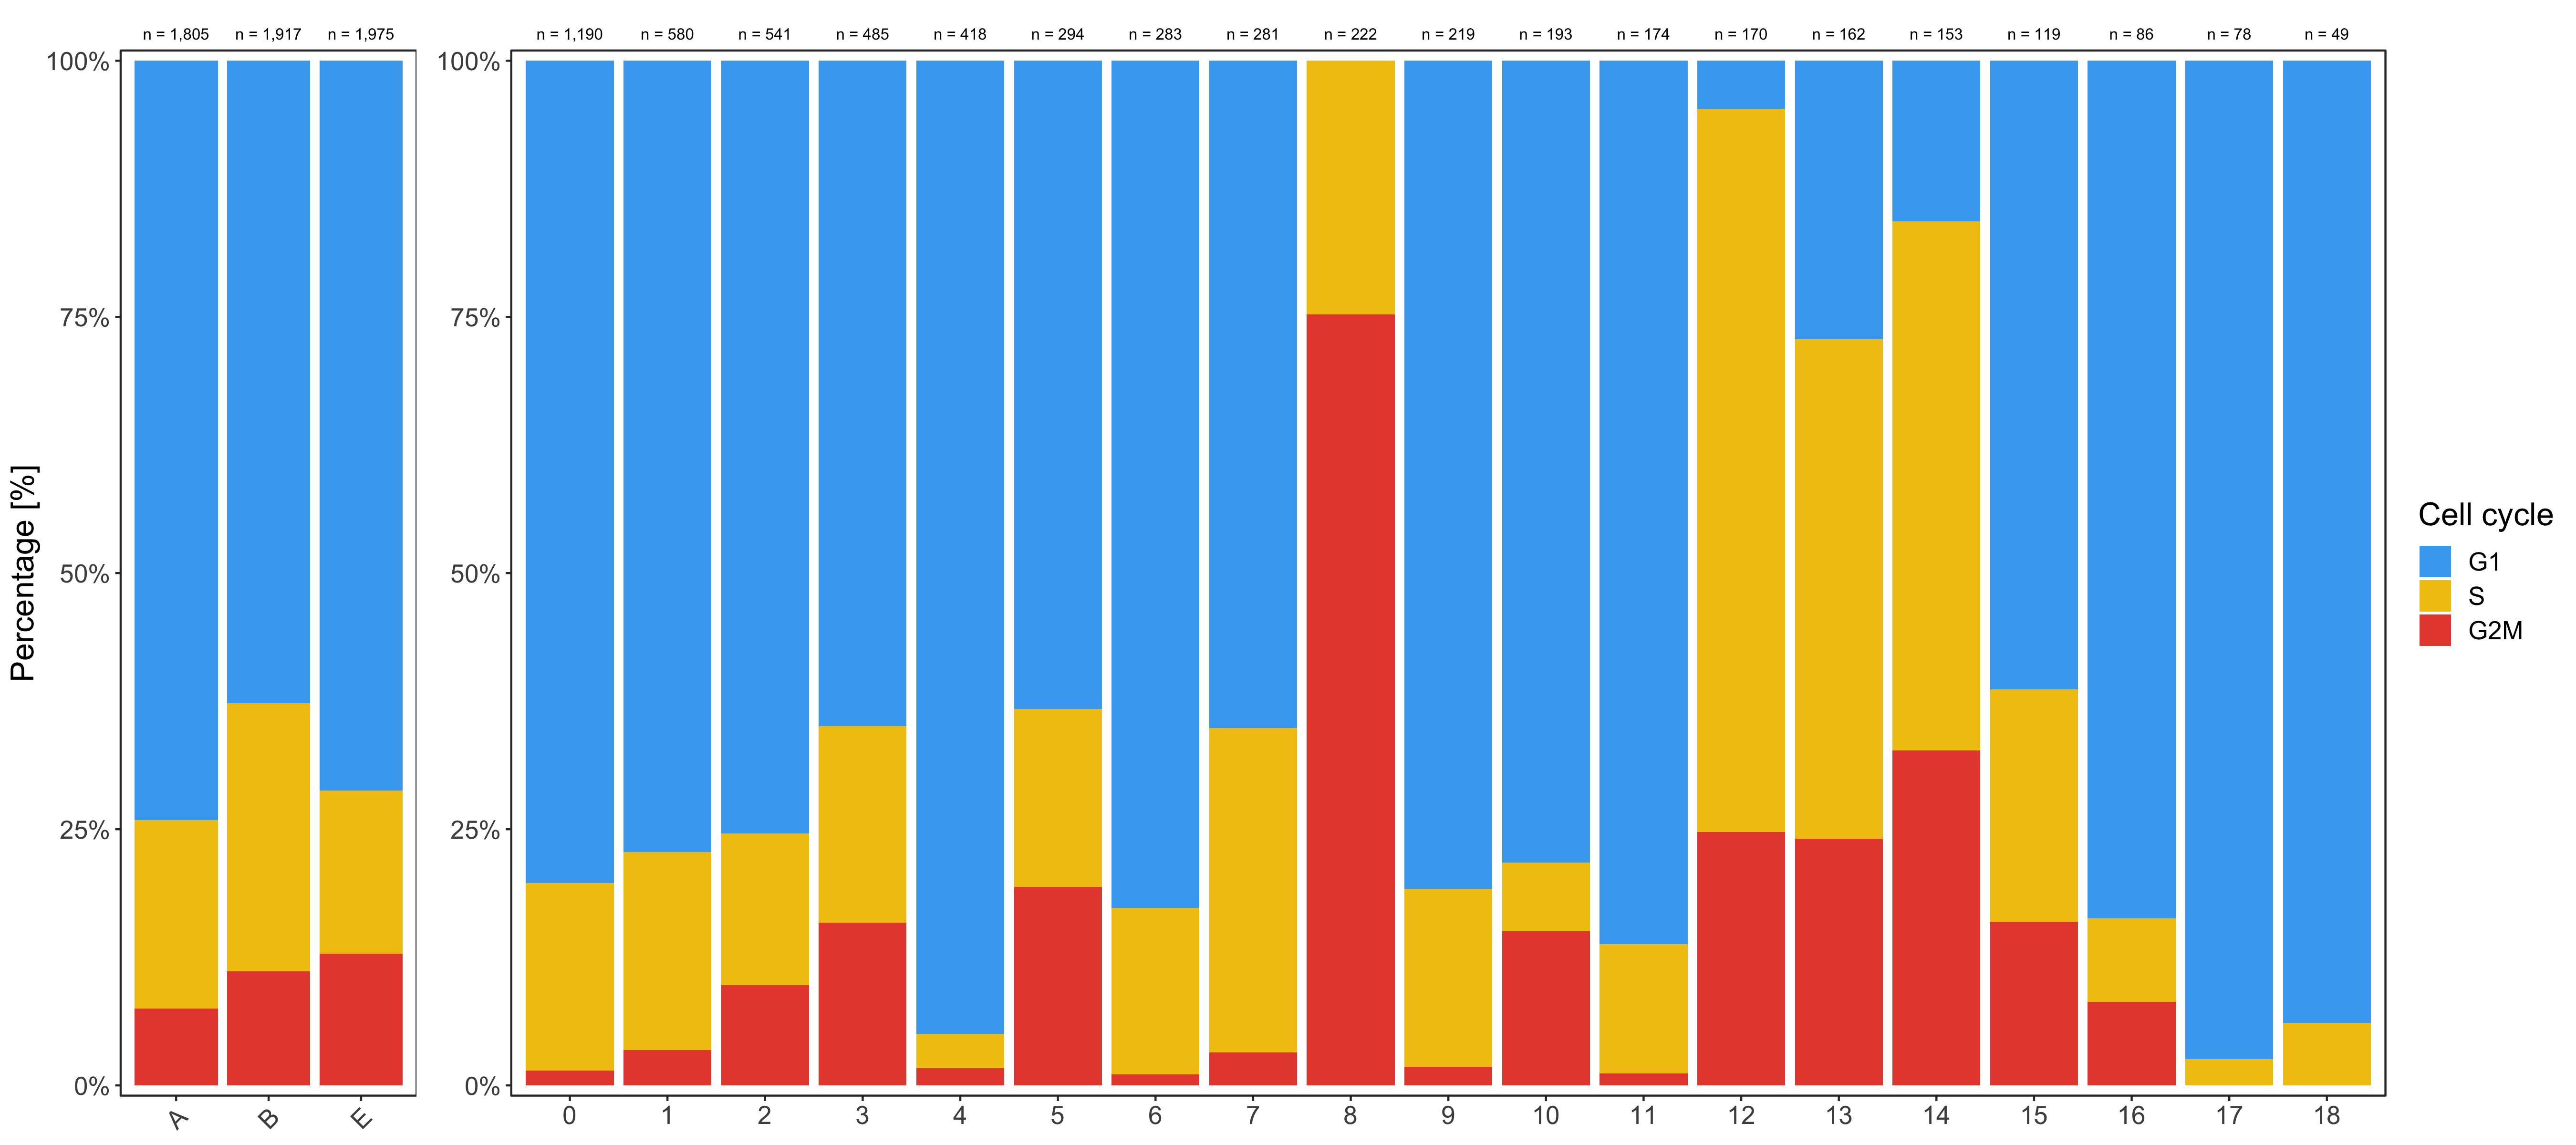 n = 1,805 n = 1,917 n = 1,975 n = 1,190 n = 580 n = 541 n = 485 n = 418 n = 294 n = 283 n = 281 n = 222 n = 219 n = 193 n = 174 n = 170 n = 162 n = 153 n = 119 n = 86 n = 78 n = 49
100% 100%
75% 75%
50% 50%
25% 25%
0% 0%
Percentage [%]
A B E 0 1 2 3 4 5 6 7 8 9 10 11 12 13 14 15 16 17 18
Cell cycle
G1
S
G2M